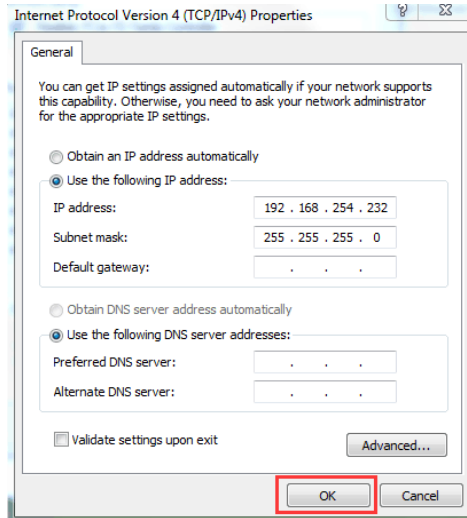 Internet Protocol Version 4 (TCP/IPv4) Properties
General
You can get IP settings assigned automatically if your network supports
this capability. Otherwise, you need to ask your network administrator
for the appropriate IP settings.
Obtain an IP address automatically
Use the following IP address:
IP address: 192 . 168 . 254 . 232
Subnet mask: 255 . 255 . 255 . 0
Default gateway: . . .
Obtain DNS server address automatically
Use the following DNS server addresses:
Preferred DNS server: . . .
Alternate DNS server: . . .
Validate settings upon exit
Advanced...
OK Cancel